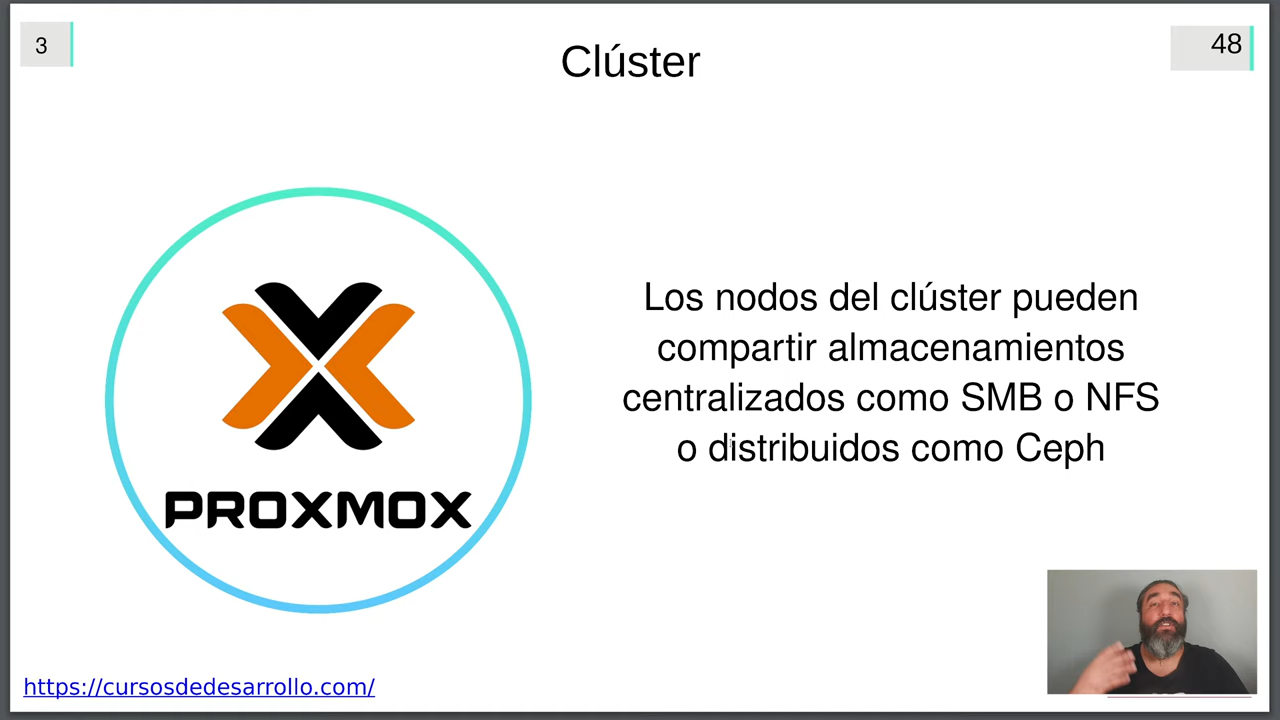 3
Clúster
48
Los nodos del clúster pueden
compartir almacenamientos
centralizados como SMB o NFS
o distribuidos como Ceph
PROXMOX
https://cursosdedesarrollo.com/